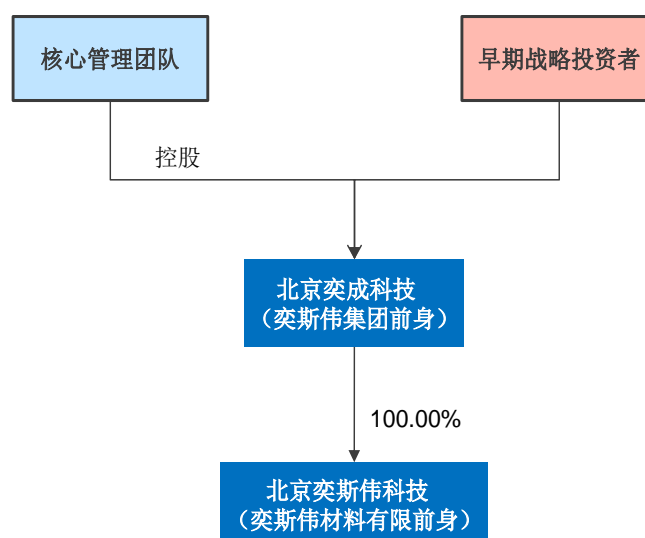 核心管理团队
早期战略投资者
控股
北京奕成科技
（奕斯伟集团前身）
100.00%
北京奕斯伟科技
（奕斯伟材料有限前身）